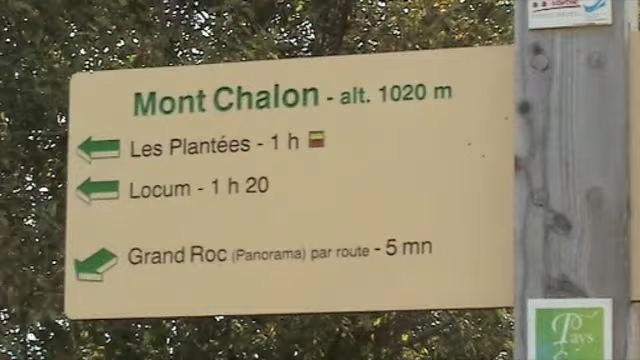 Mont Chalon - alt. 1020 m
Les Plantées - 1 h
Locum - 1 h 20
Grand Roc (Panorama) par route - 5 mn
Pays